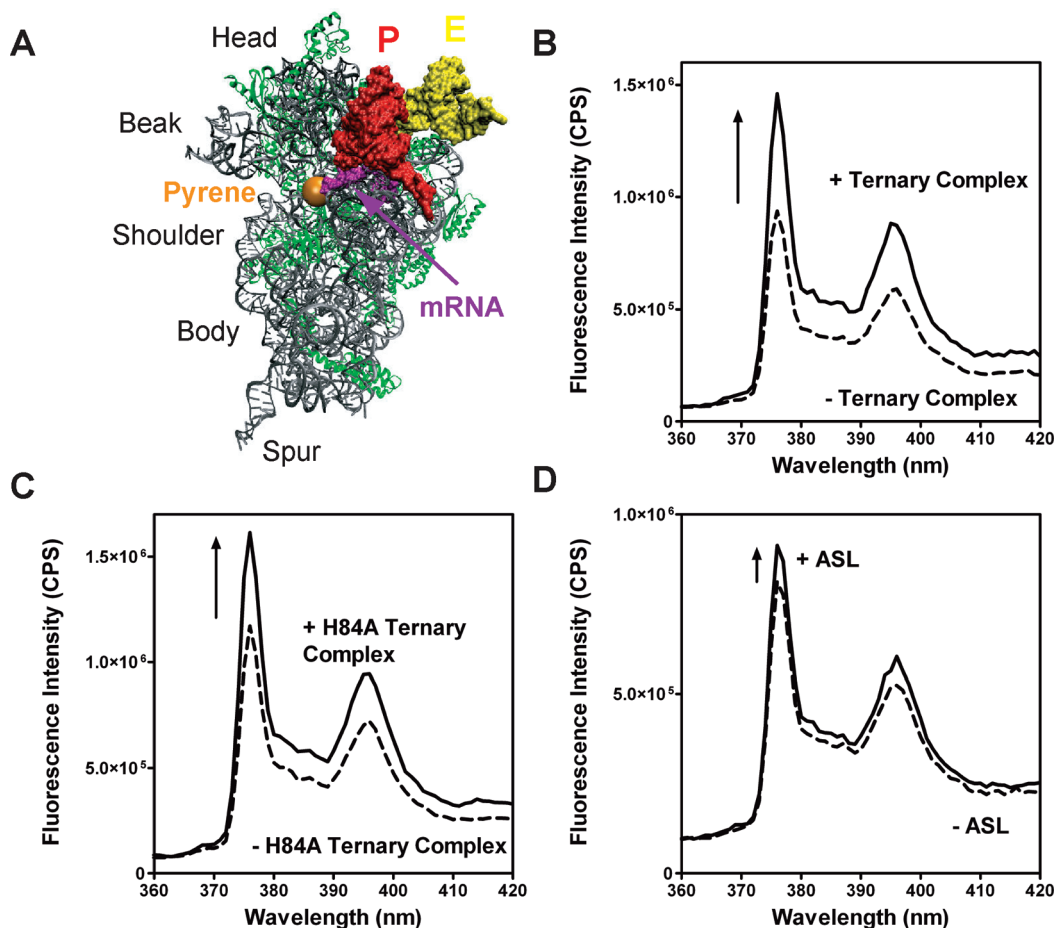 A
Head
P
E
Beak
Pyrene
Shoulder
mRNA
Body
Spur
B
Fluorescence Intensity (CPS)
1.5×10⁶
1.0×10⁶
5.0×10⁵
0
+ Ternary Complex
- Ternary Complex
360 370 380 390 400 410 420
Wavelength (nm)
C
Fluorescence Intensity (CPS)
1.5×10⁶
1.0×10⁶
5.0×10⁵
0
+ H84A Ternary
Complex
- H84A Ternary Complex
360 370 380 390 400 410 420
Wavelength (nm)
D
Fluorescence Intensity (CPS)
1.0×10⁶
5.0×10⁵
0
+ ASL
- ASL
360 370 380 390 400 410 420
Wavelength (nm)